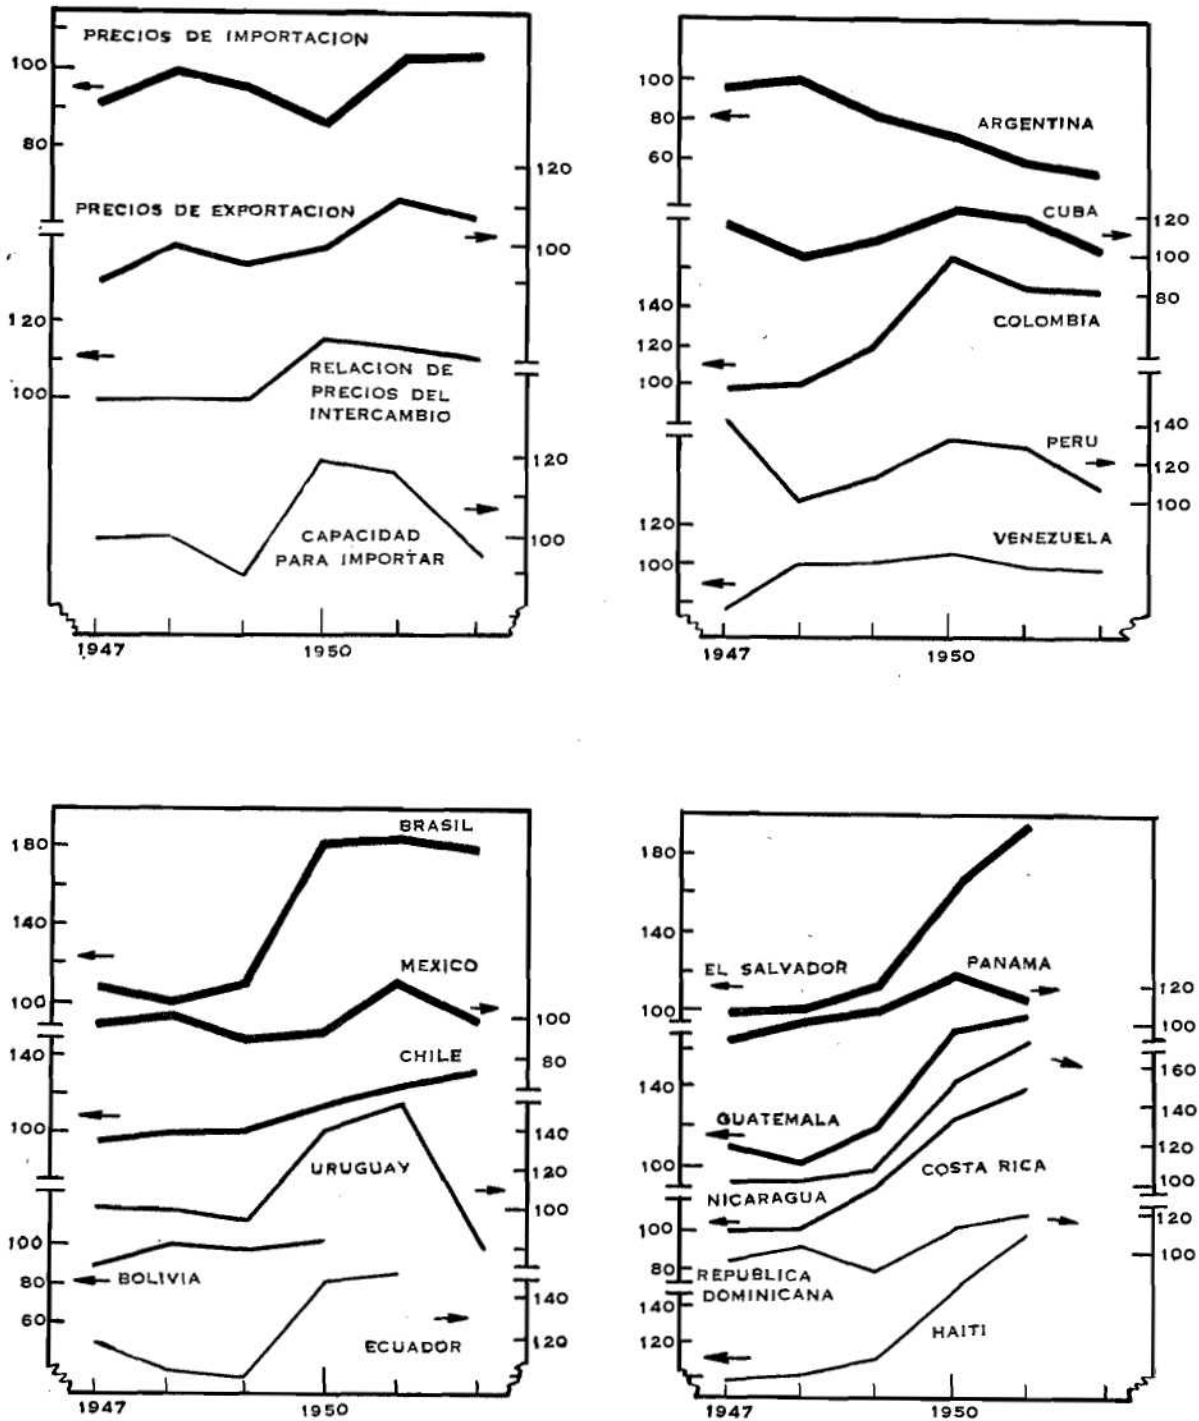 PRECIOS DE IMPORTACION
100
80
120
PRECIOS DE EXPORTACION
100
120
100
RELACION DE
PRECIOS DEL
INTERCAMBIO
120
CAPACIDAD
PARA IMPORTAR
100
1947
1950
100
80
60
ARGENTINA
CUBA
120
100
80
140
120
100
COLOMBIA
PERU
140
120
100
120
100
VENEZUELA
1947
1950
BRASIL
180
140
100
MEXICO
100
80
CHILE
140
100
URUGUAY
140
120
100
100
80
60
BOLIVIA
140
120
ECUADOR
1947
1950
180
140
100
EL SALVADOR
PANAMA
120
100
140
100
GUATEMALA
160
140
120
100
COSTA RICA
NICARAGUA
100
80
120
100
REPUBLICA
DOMINICANA
140
120
HAITI
1947
1950